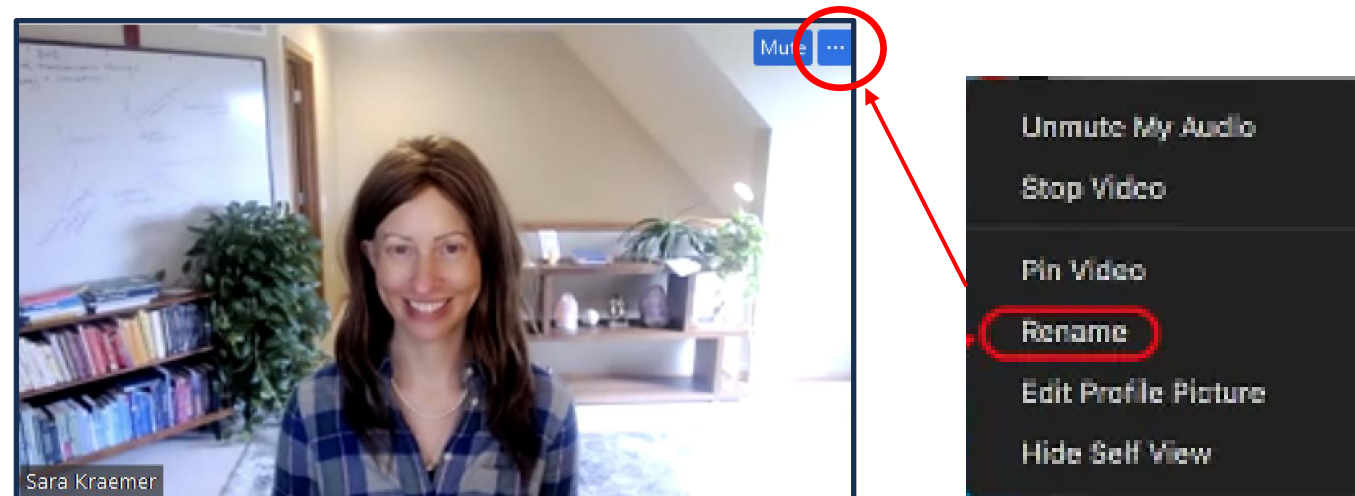 Mute ...
Sara Kraemer
Unmute My Audio
Stop Video
Pin Video
Rename
Edit Profile Picture
Hide Self View